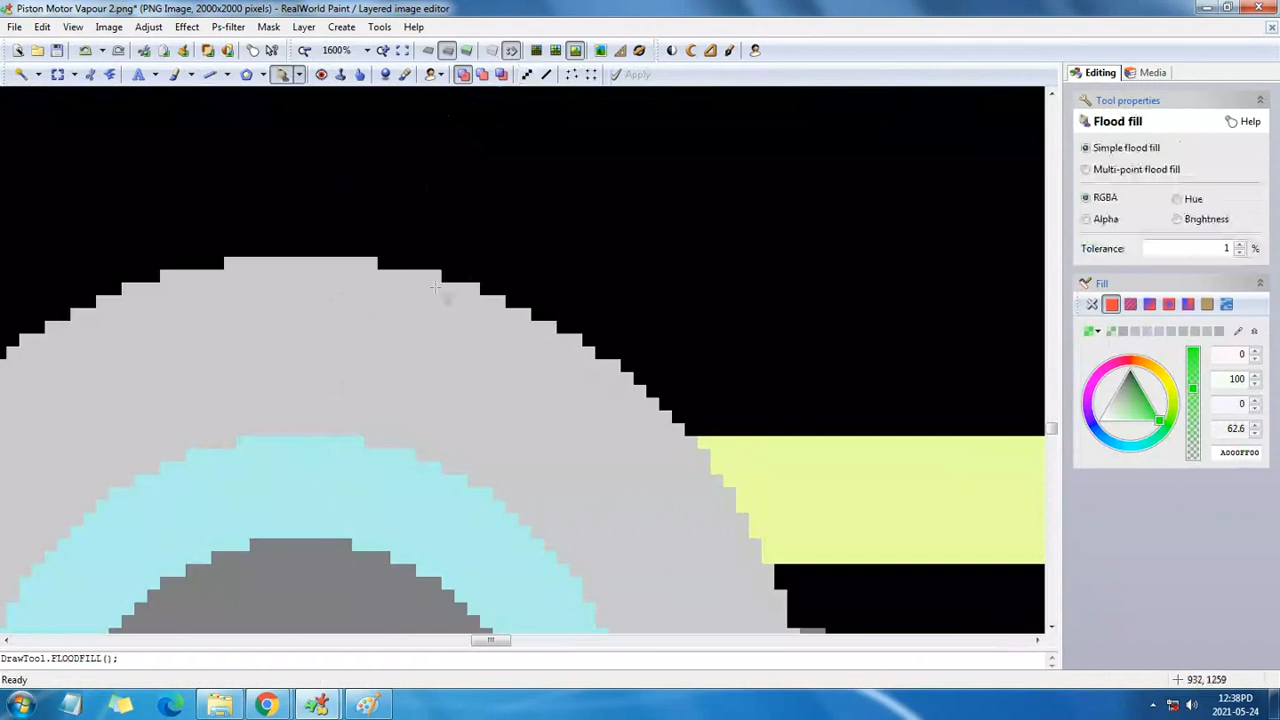 Piston Motor Vapour 2.png* (PNG Image, 2000x2000 pixels) - RealWorld Paint / Layered image editor
File Edit View Image Adjust Effect Ps-filter Mask Layer Create Tools Help
1600%
Apply
Editing Media
Tool properties
Flood fill Help
Simple flood fill
Multi-point flood fill
RGBA Hue
Alpha Brightness
Tolerance: 1 %
Fill
0
100
0
62.6
A000FF00
DrawTool.FLOODFILL();
Ready 932, 1259
12:38PD
2021-05-24